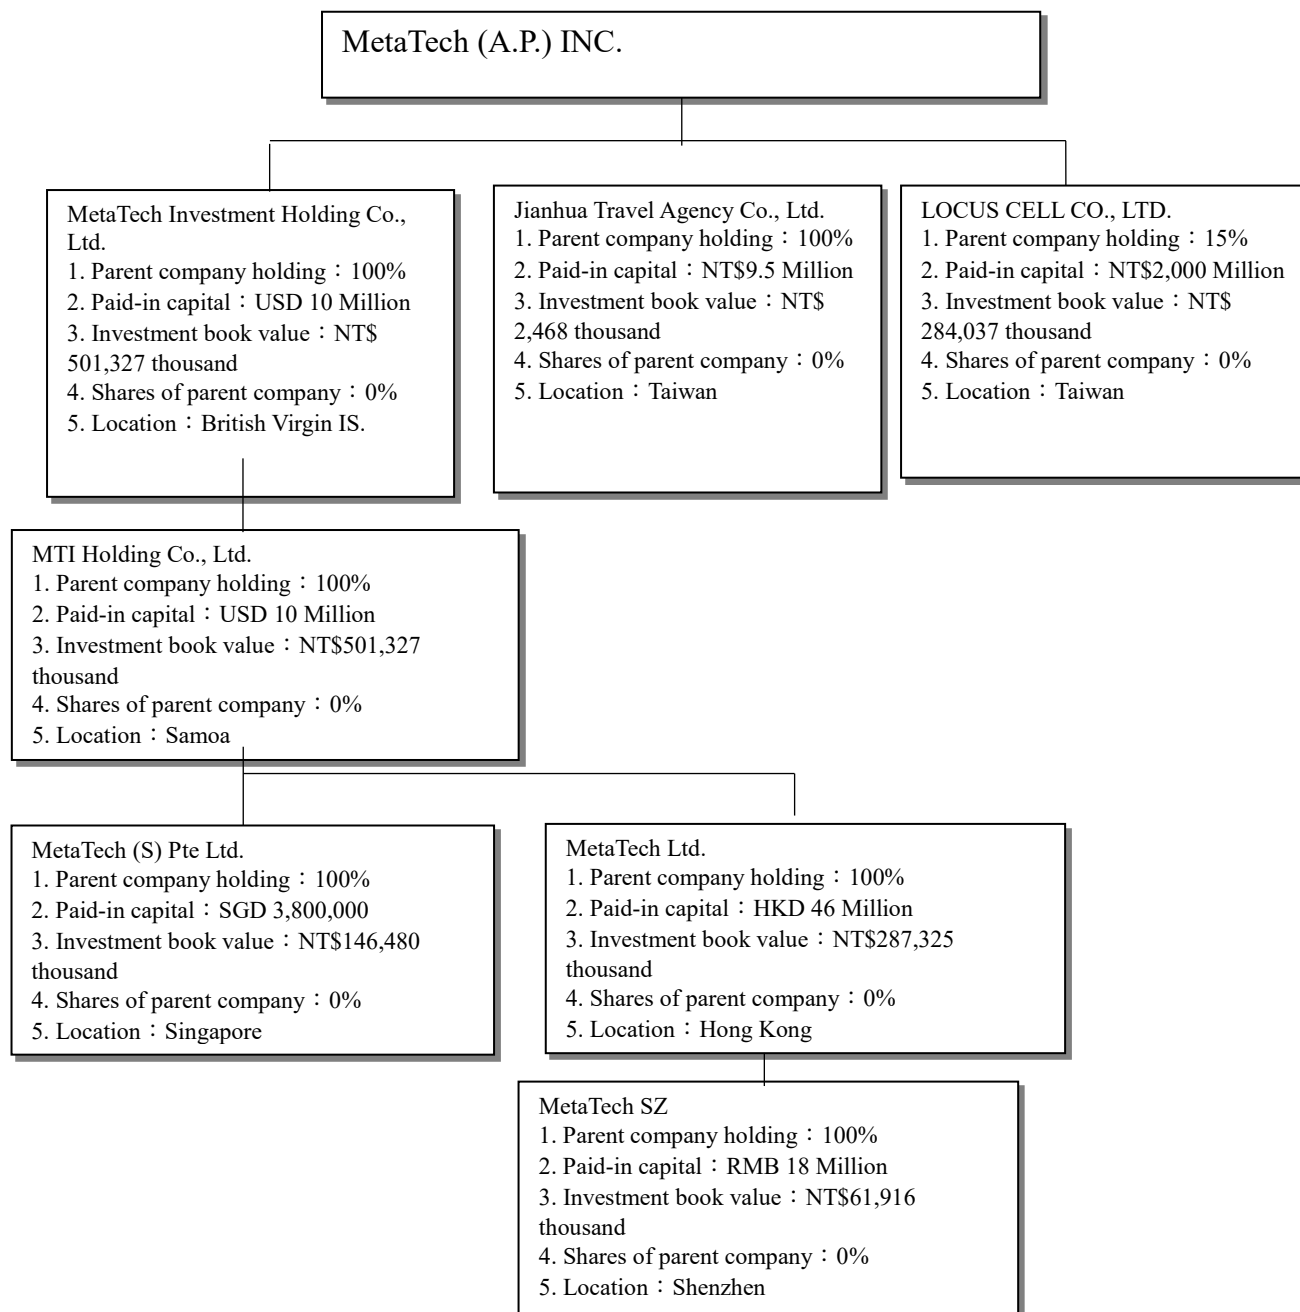 MetaTech (A.P.) INC.
MetaTech Investment Holding Co.,
Ltd.
1. Parent company holding：100%
2. Paid-in capital：USD 10 Million
3. Investment book value：NT$
501,327 thousand
4. Shares of parent company：0%
5. Location：British Virgin IS.
Jianhua Travel Agency Co., Ltd.
1. Parent company holding：100%
2. Paid-in capital：NT$9.5 Million
3. Investment book value：NT$
2,468 thousand
4. Shares of parent company：0%
5. Location：Taiwan
LOCUS CELL CO., LTD.
1. Parent company holding：15%
2. Paid-in capital：NT$2,000 Million
3. Investment book value：NT$
284,037 thousand
4. Shares of parent company：0%
5. Location：Taiwan
MTI Holding Co., Ltd.
1. Parent company holding：100%
2. Paid-in capital：USD 10 Million
3. Investment book value：NT$501,327
thousand
4. Shares of parent company：0%
5. Location：Samoa
MetaTech (S) Pte Ltd.
1. Parent company holding：100%
2. Paid-in capital：SGD 3,800,000
3. Investment book value：NT$146,480
thousand
4. Shares of parent company：0%
5. Location：Singapore
MetaTech Ltd.
1. Parent company holding：100%
2. Paid-in capital：HKD 46 Million
3. Investment book value：NT$287,325
thousand
4. Shares of parent company：0%
5. Location：Hong Kong
MetaTech SZ
1. Parent company holding：100%
2. Paid-in capital：RMB 18 Million
3. Investment book value：NT$61,916
thousand
4. Shares of parent company：0%
5. Location：Shenzhen